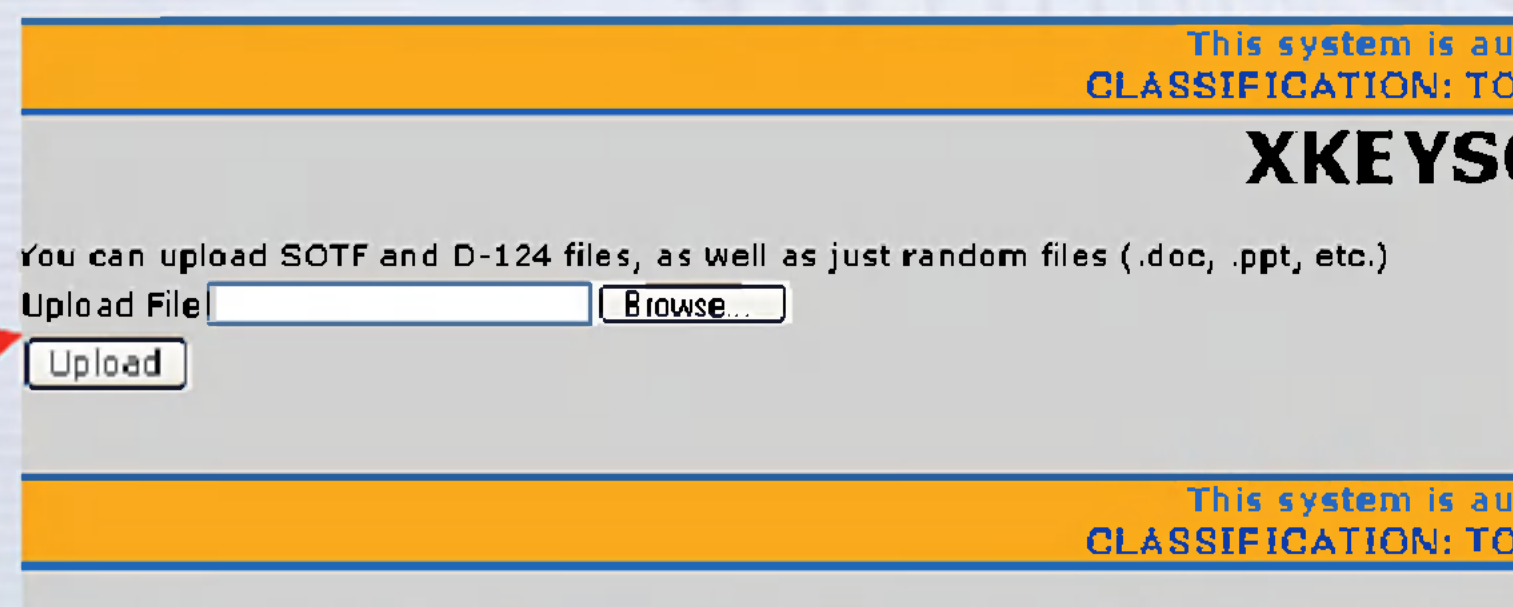 This system is au
CLASSIFICATION: TO
XKEYSC
You can upload SOTF and D-124 files, as well as just random files (.doc, .ppt, etc.)
Upload File
Browse...
Upload
This system is au
CLASSIFICATION: TO